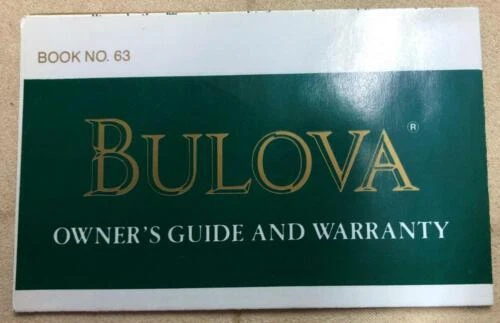 BOOK NO. 63
BULOVA®
OWNER'S GUIDE AND WARRANTY